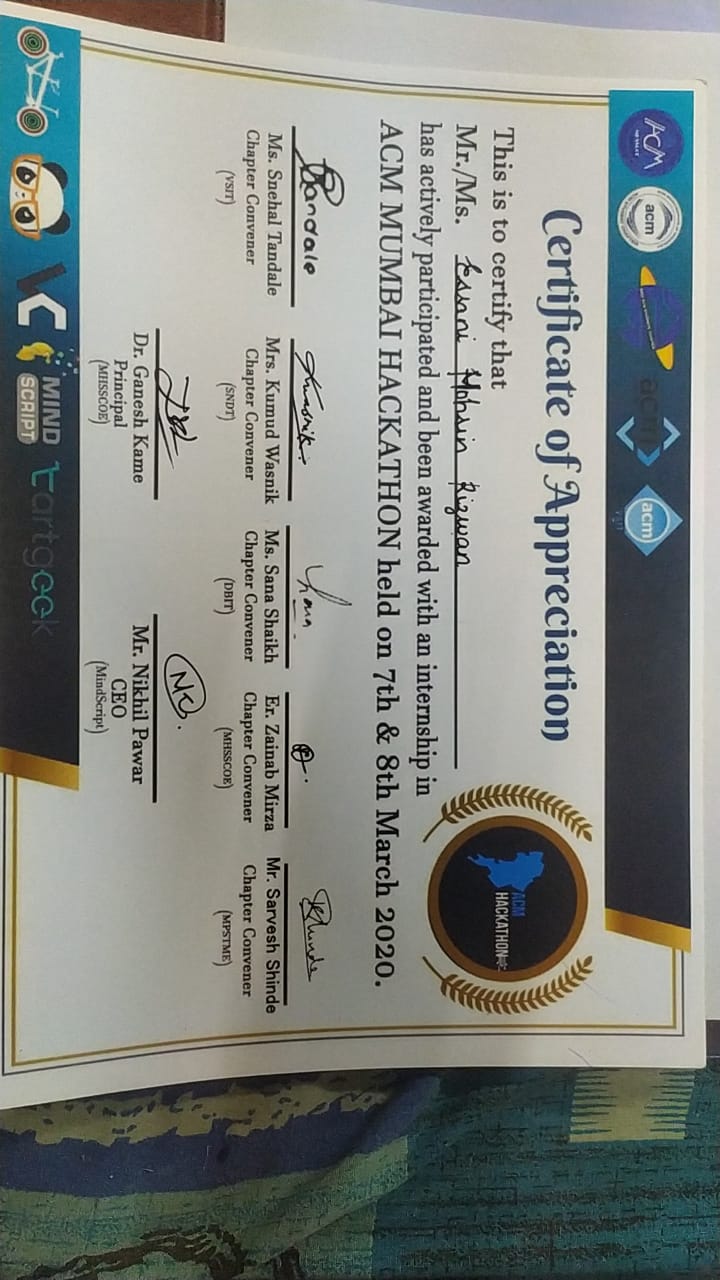 ACM
acm
acm
acm
VSIT
Certificate of Appreciation
ACM
HACKATHON
This is to certify that
Mr./Ms. Essani Mohsin Rizwan
has actively participated and been awarded with an internship in
ACM MUMBAI HACKATHON held on 7th & 8th March 2020.
Tandale Kwasnik Sana Shinde
Ms. Snehal Tandale Mrs. Kumud Wasnik Ms. Sana Shaikh Er. Zainab Mirza Mr. Sarvesh Shinde
Chapter Convener Chapter Convener Chapter Convener Chapter Convener Chapter Convener
(VSIT) (SNDT) (DBIT) (MHSSCOE) (MPSTME)
Dr. Ganesh Kame Mr. Nikhil Pawar
Principal CEO
(MHSSCOE) (MindScript)
VC MIND tartgeek
SCRIPT